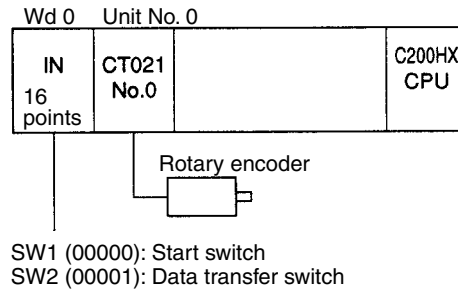 Wd 0 Unit No. 0
IN
16
points
CT021
No.0
C200HX
CPU
Rotary encoder
SW1 (00000): Start switch
SW2 (00001): Data transfer switch